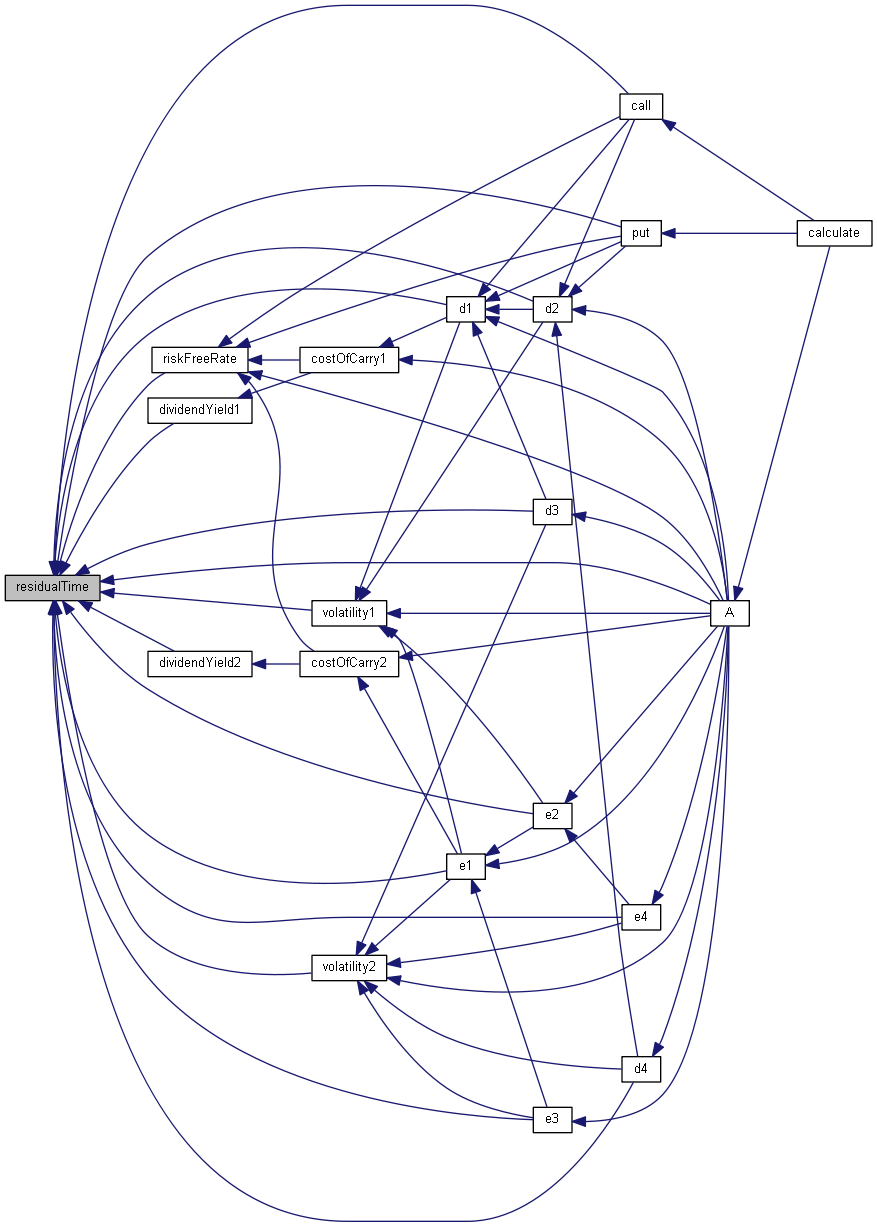 call
put
calculate
d1
d2
riskFreeRate
costOfCarry1
dividendYield1
d3
residualTime
volatility1
A
dividendYield2
costOfCarry2
e2
e1
e4
volatility2
d4
e3